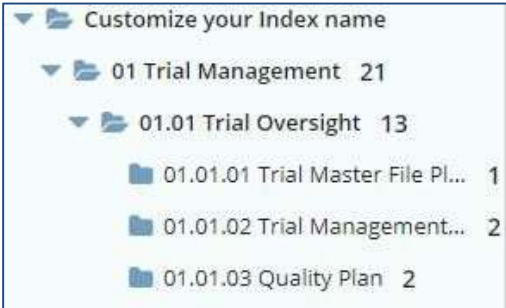 Customize your Index name
01 Trial Management 21
01.01 Trial Oversight 13
01.01.01 Trial Master File Pl... 1
01.01.02 Trial Management... 2
01.01.03 Quality Plan 2